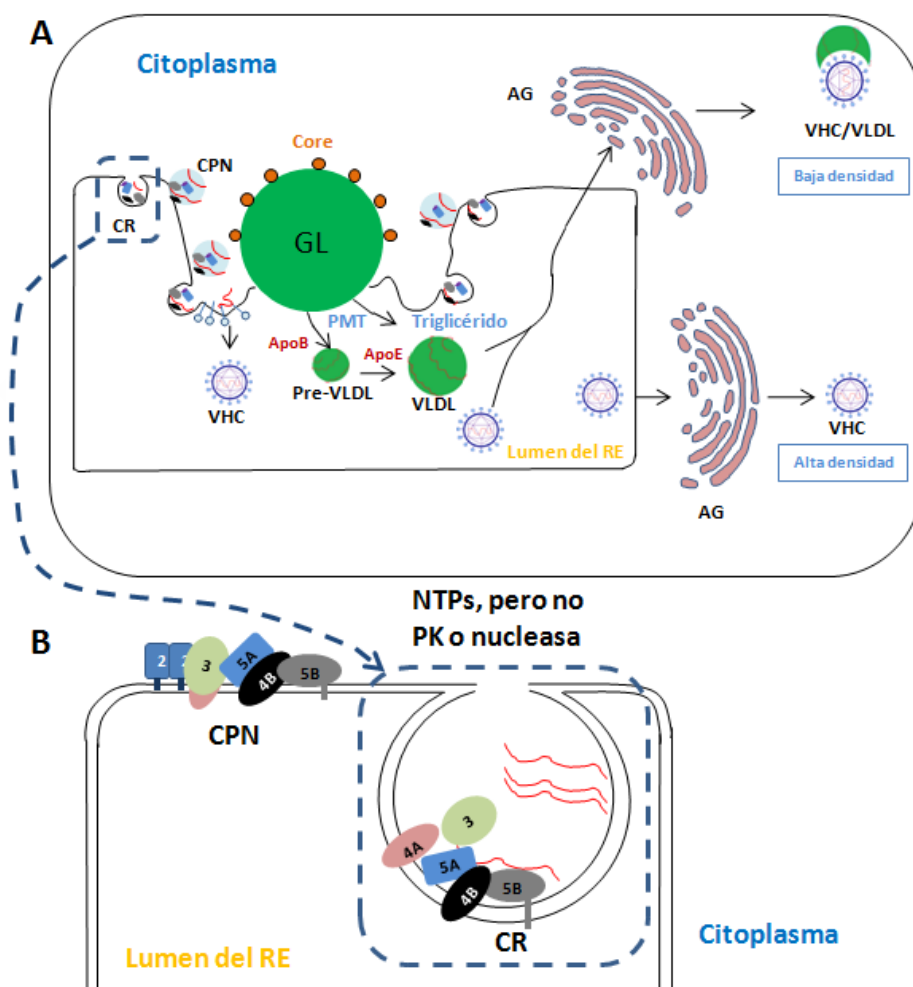 A
Citoplasma
AG
VHC/VLDL
Baja densidad
Core
CPN
CR
GL
PMT
Triglicérido
ApoB
ApoE
Pre-VLDL
VLDL
VHC
Lumen del RE
AG
VHC
Alta densidad
NTPs, pero no
PK o nucleasa
B
2
2
3
5A
4B
5B
CPN
3
4A
5A
4B
5B
CR
Lumen del RE
Citoplasma